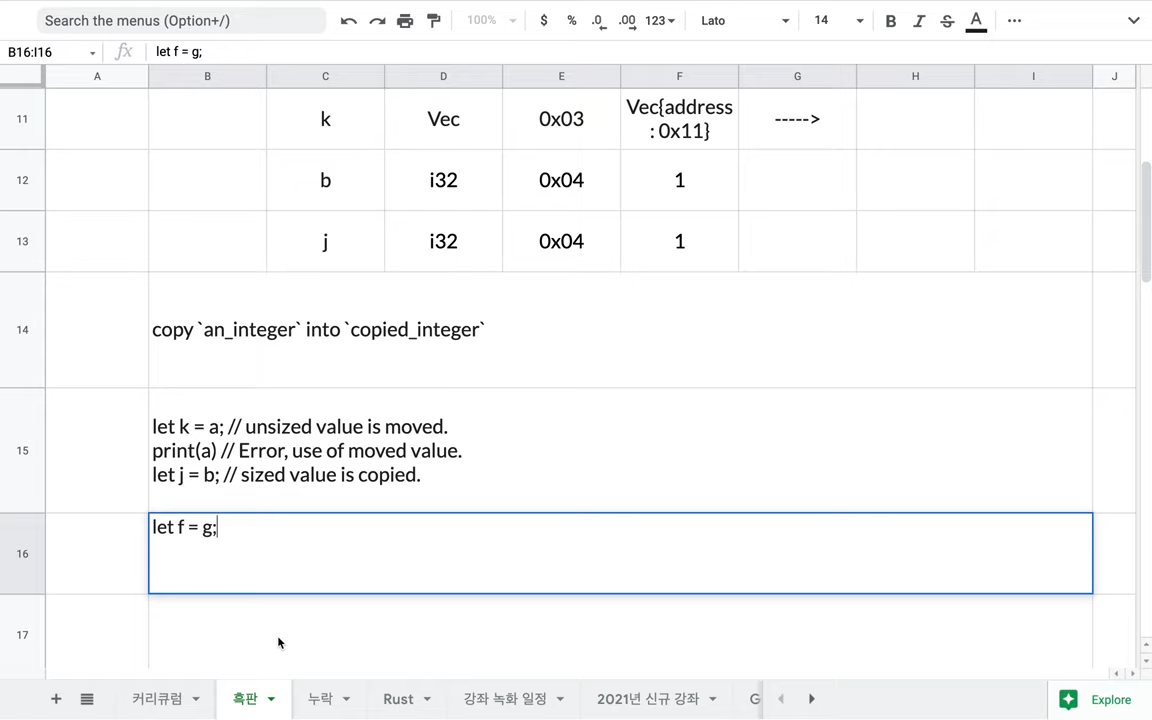 Search the menus (Option+/)
100%
$ % .0 .00 123
Lato
14
B I S A
B16:I16
fx
let f = g;
A B C D E F G H I J
11
k
Vec
0x03
Vec{address
: 0x11}
----->
12
b
i32
0x04
1
13
j
i32
0x04
1
14
copy `an_integer` into `copied_integer`
15
let k = a; // unsized value is moved.
print(a) // Error, use of moved value.
let j = b; // sized value is copied.
16
let f = g;
17
커리큘럼
흑판
누락
Rust
강좌 녹화 일정
2021년 신규 강좌
G
Explore